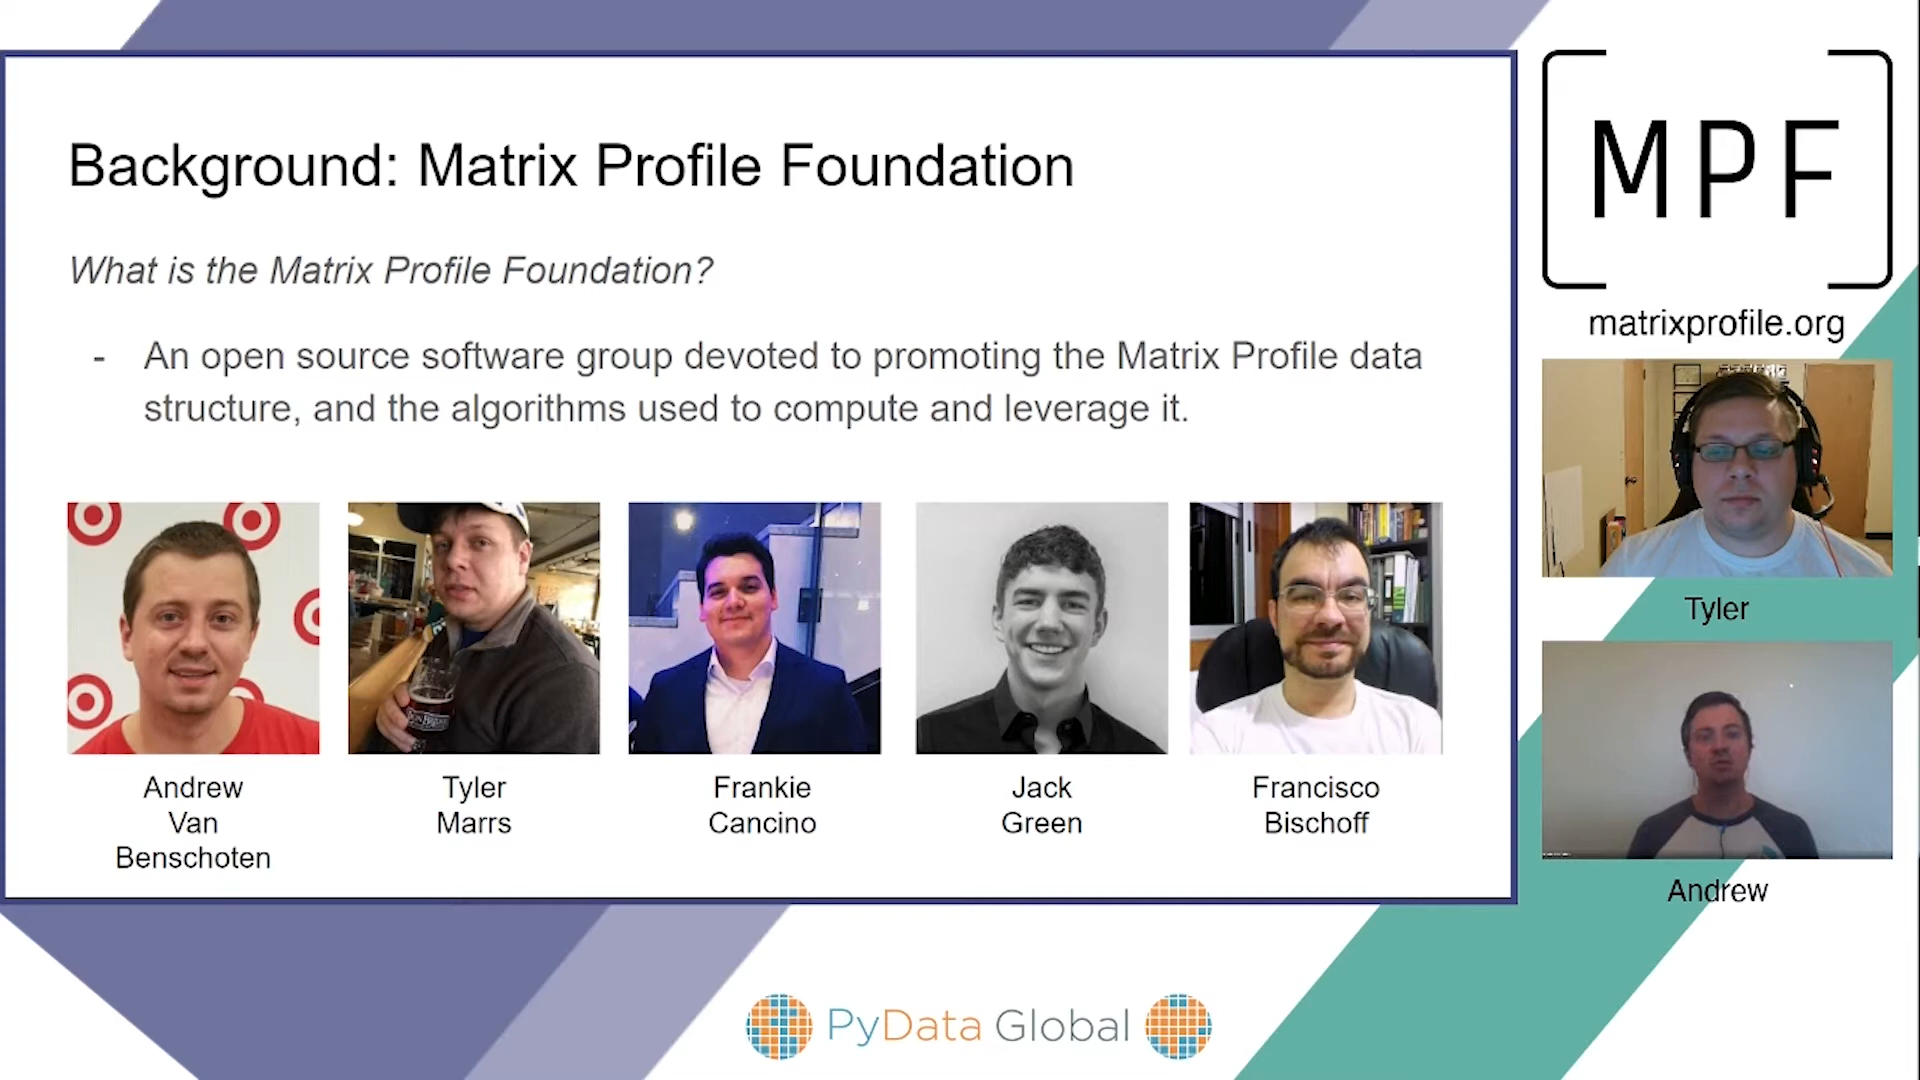 Background: Matrix Profile Foundation
What is the Matrix Profile Foundation?
- An open source software group devoted to promoting the Matrix Profile data
structure, and the algorithms used to compute and leverage it.
Andrew
Van
Benschoten
Tyler
Marrs
Frankie
Cancino
Jack
Green
Francisco
Bischoff
MPF
matrixprofile.org
Tyler
Andrew
PyData Global